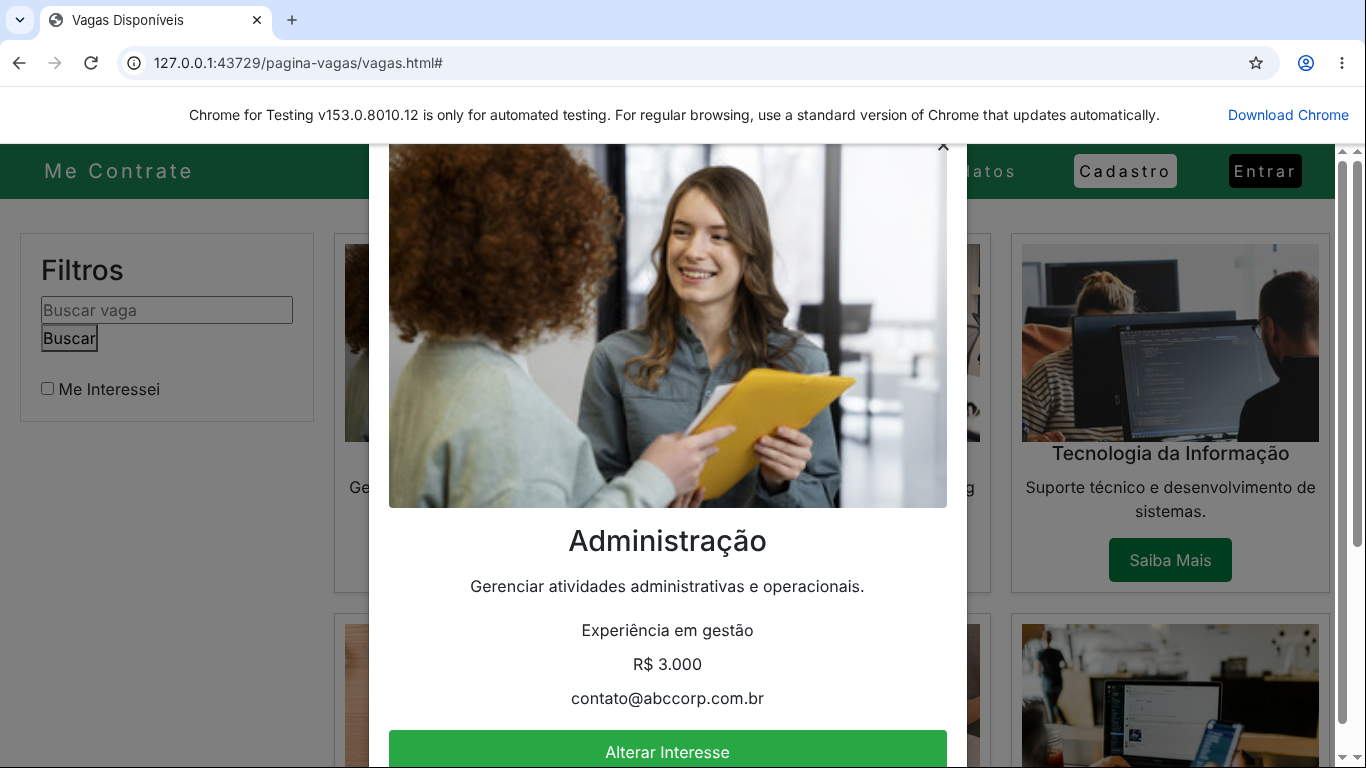 Vagas Disponíveis
127.0.0.1:43729/pagina-vagas/vagas.html#
Chrome for Testing v153.0.8010.12 is only for automated testing. For regular browsing, use a standard version of Chrome that updates automatically.
Download Chrome
Me Contrate
Cadastro
Entrar
Filtros
Buscar vaga
Buscar
Me Interessei
Administração
Gerenciar atividades administrativas e operacionais.
Experiência em gestão
R$ 3.000
contato@abccorp.com.br
Alterar Interesse
Tecnologia da Informação
Suporte técnico e desenvolvimento de
sistemas.
Saiba Mais